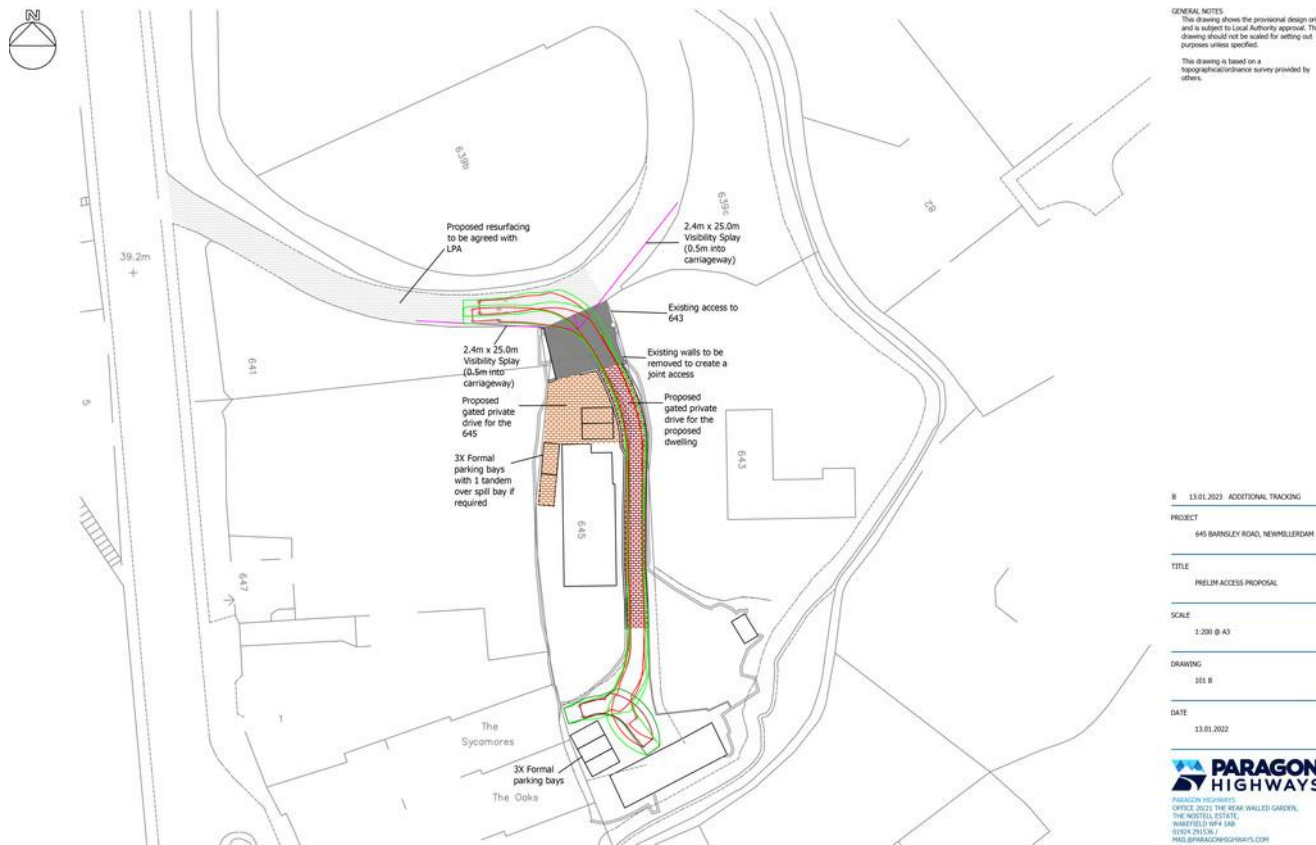 N
GENERAL NOTES
This drawing shows the provisional design on
and is subject to Local Authority approval. Th
drawing should not be scaled for setting out
purposes unless specified.
This drawing is based on a
topographical/ordnance survey provided by
others.
639b
639c
82
Proposed resurfacing
to be agreed with
LPA
2.4m x 25.0m
Visibility Splay
(0.5m into
carriageway)
39.2m
Existing access to
643
2.4m x 25.0m
Visibility Splay
(0.5m into
carriageway)
Existing walls to be
removed to create a
joint access
641
5
Proposed
gated private
drive for the
645
Proposed
gated private
drive for the
proposed
dwelling
3X Formal
parking bays
with 1 tandem
over spill bay if
required
643
645
647
1
The
Sycamores
3X Formal
parking bays
The Oaks
B 13.01.2023 ADDITIONAL TRACKING
PROJECT
645 BARNSLEY ROAD, NEWMILLERDAM
TITLE
PRELIM ACCESS PROPOSAL
SCALE
1:200 @ A3
DRAWING
101 B
DATE
13.01.2022
PARAGON
HIGHWAYS
PARAGON HIGHWAYS
OFFICE 20/21 THE REAR WALLED GARDEN,
THE NOSTELL ESTATE,
WAKEFIELD WF4 1AB
01924 291536 /
MAIL@PARAGONHIGHWAYS.COM